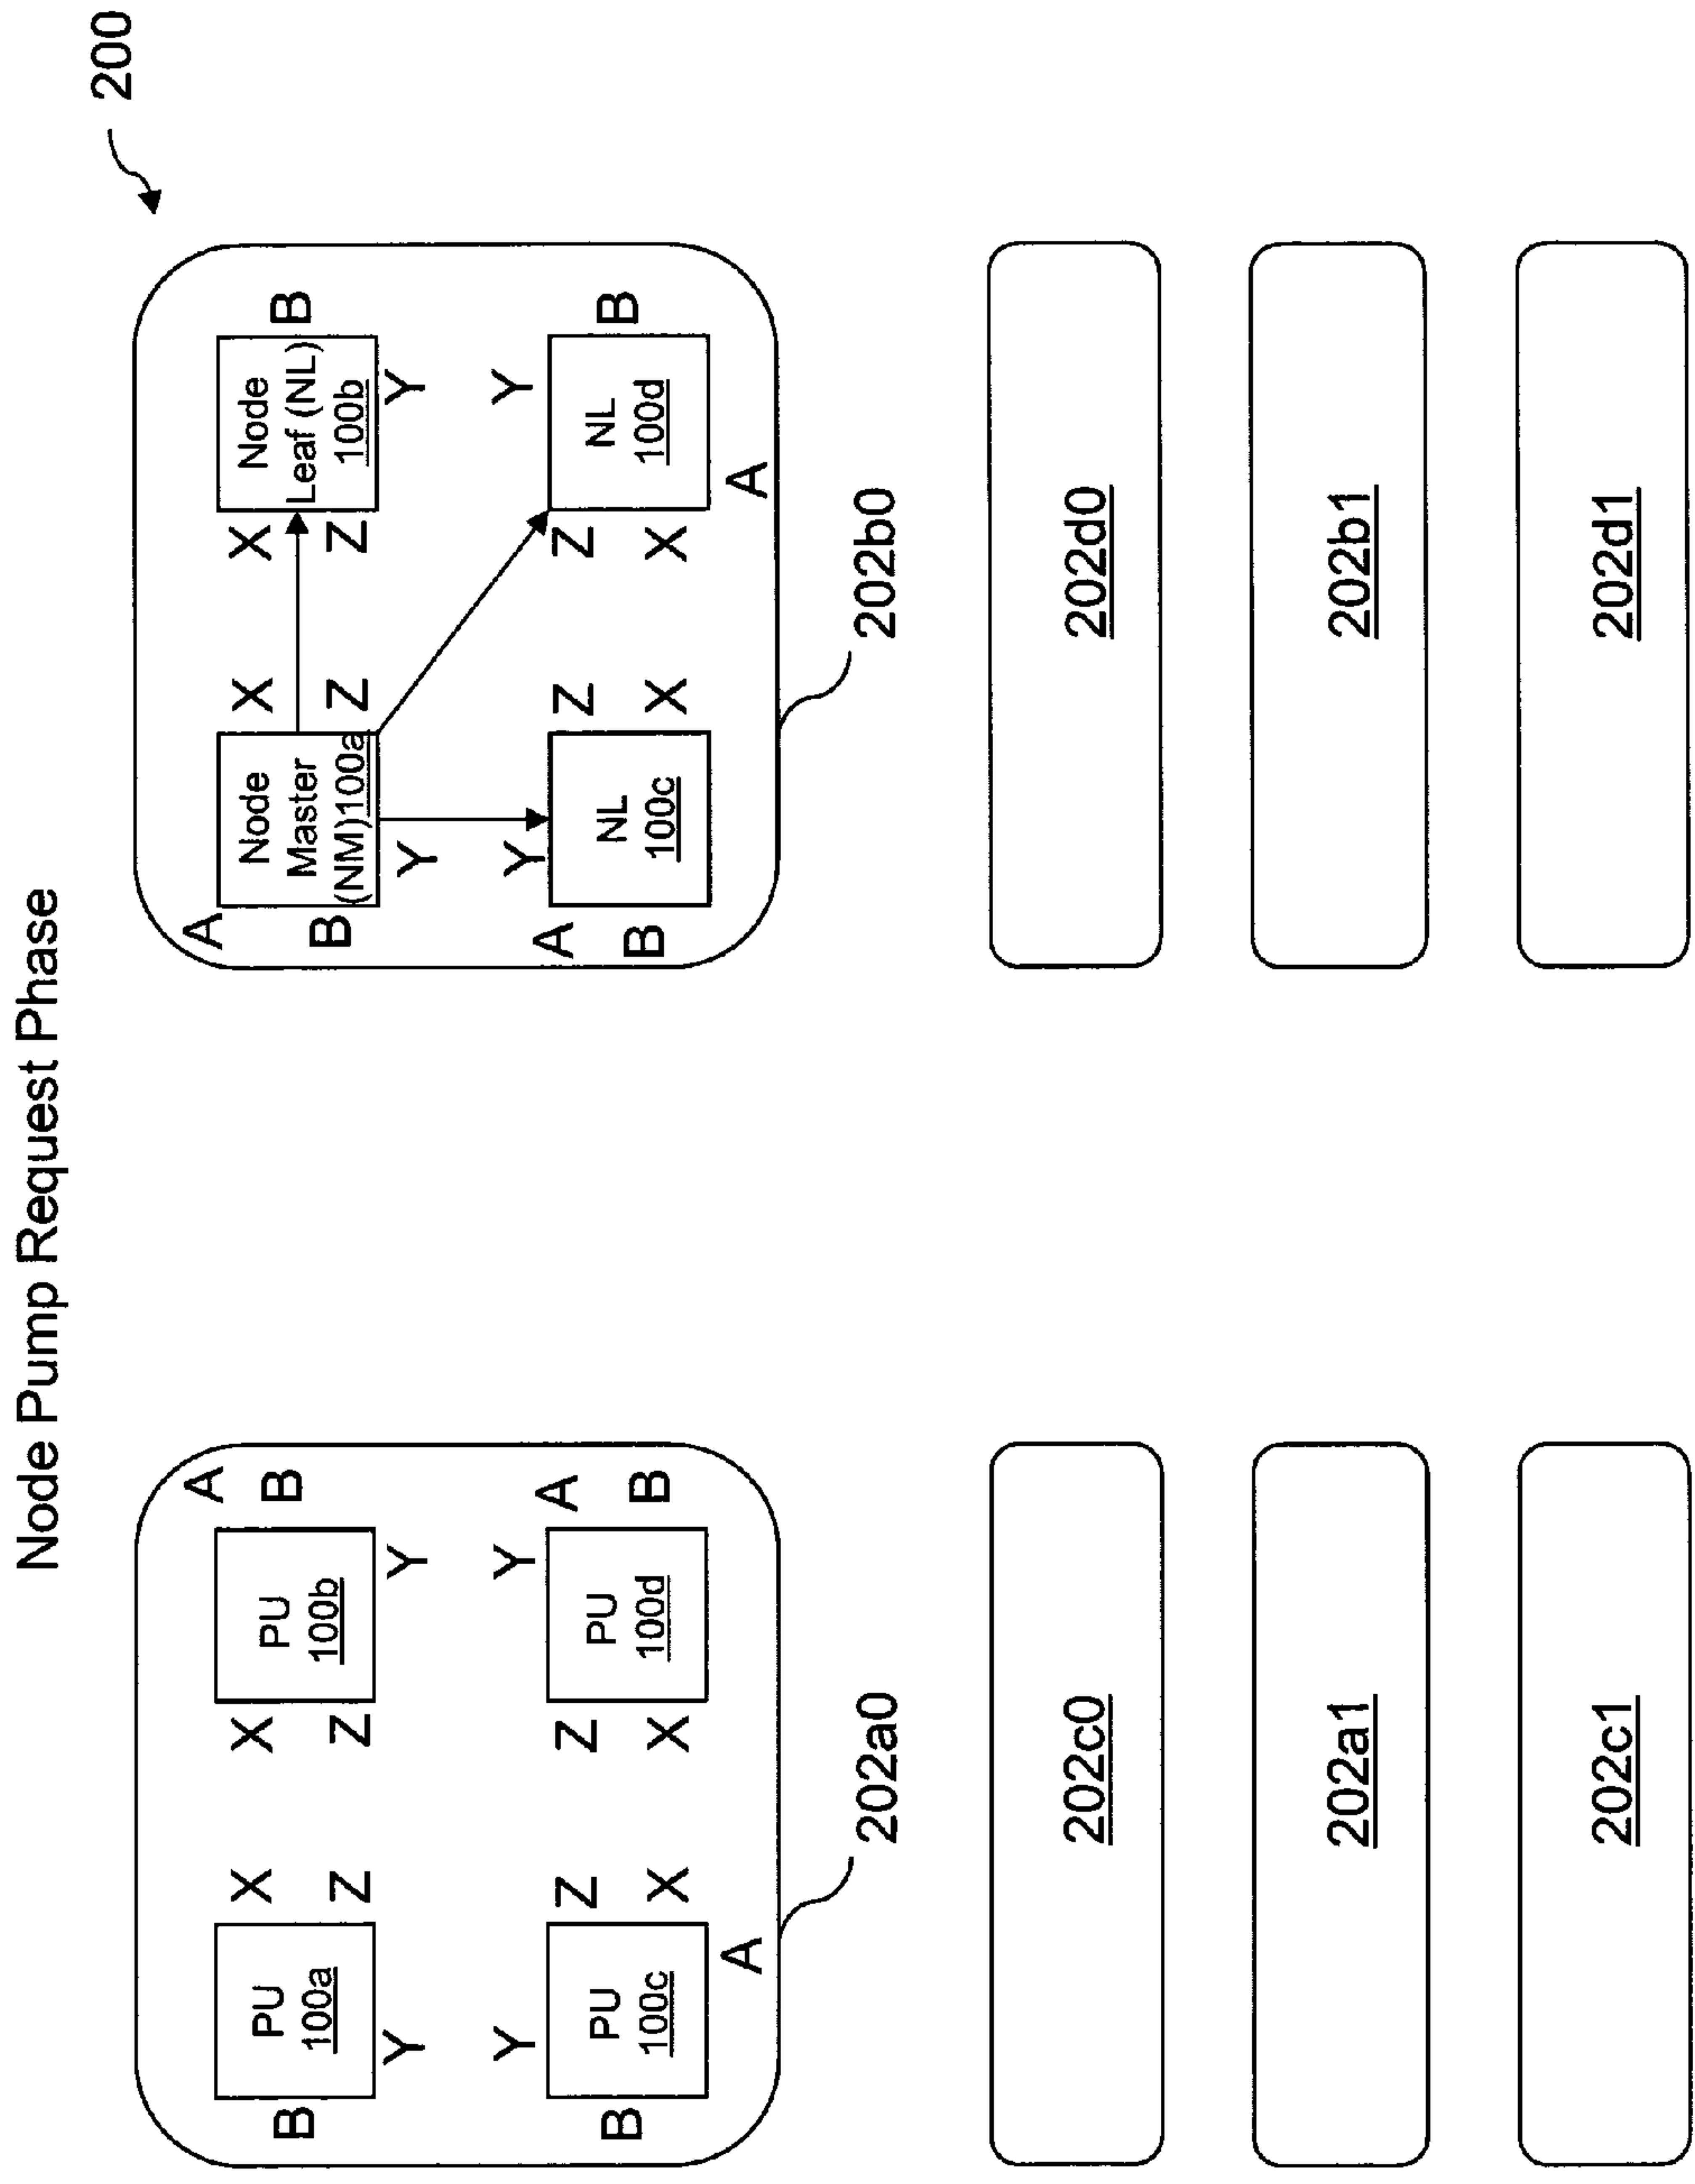 Node Pump Request Phase
200
A
PU
100a
B
X
Z
Y
X
Z
PU
100b
B
Y
Y
PU
100c
B
Z
X
A
Z
X
Y
PU
100d
A
B
202a0
A
B
Node
Master
(NM)100a
X
Z
Y
X
Z
Node
Leaf (NL)
100b
B
Y
A
B
Y
NL
100c
Z
X
Z
X
Y
NL
100d
B
A
202b0
202c0
202d0
202a1
202b1
202c1
202d1